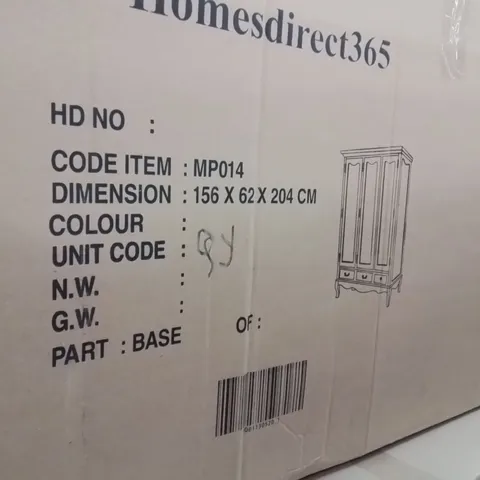 Homesdirect365
HD NO :
CODE ITEM : MP014
DIMENSION : 156 X 62 X 204 CM
COLOUR :
UNIT CODE :
N.W. :
G.W. :
PART : BASE OF :